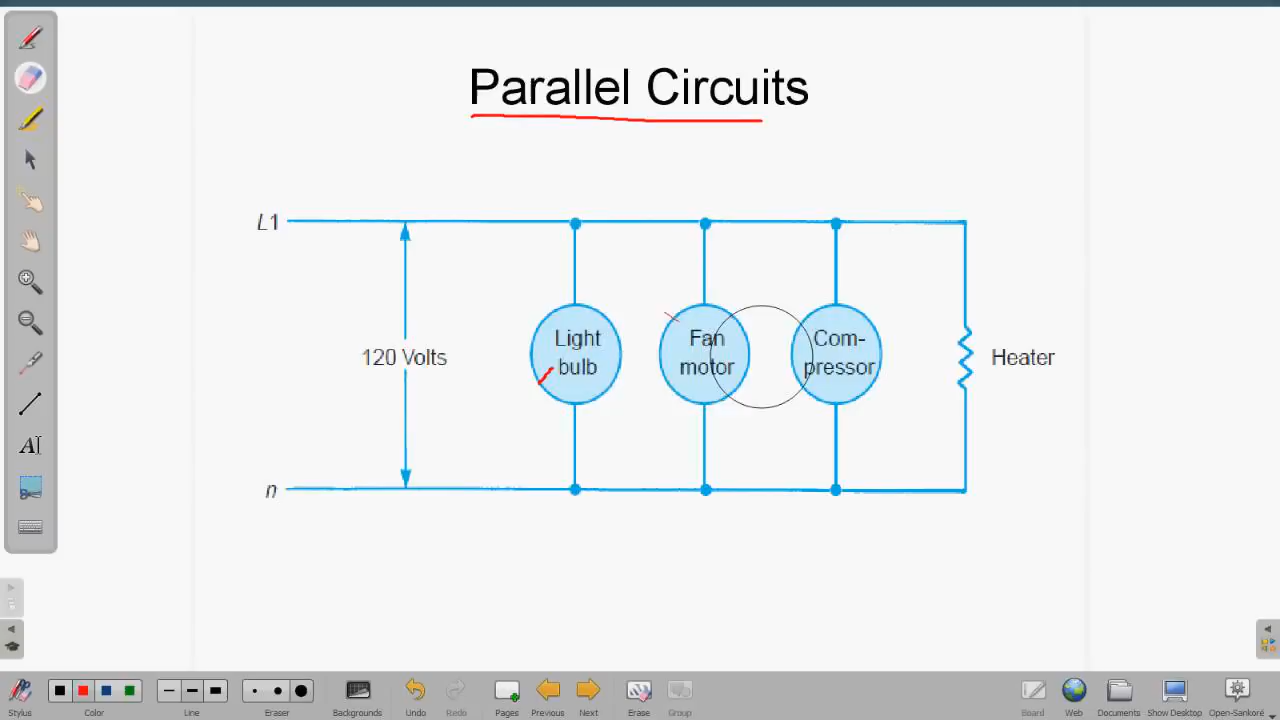 Parallel Circuits
L1
120 Volts
Light
bulb
Fan
motor
Com-
pressor
Heater
n
A
Stylus
Color
Line
Eraser
Backgrounds
Undo
Redo
Pages
Previous
Next
Erase
Group
Board
Web
Documents
Show Desktop
Open-Sankoré